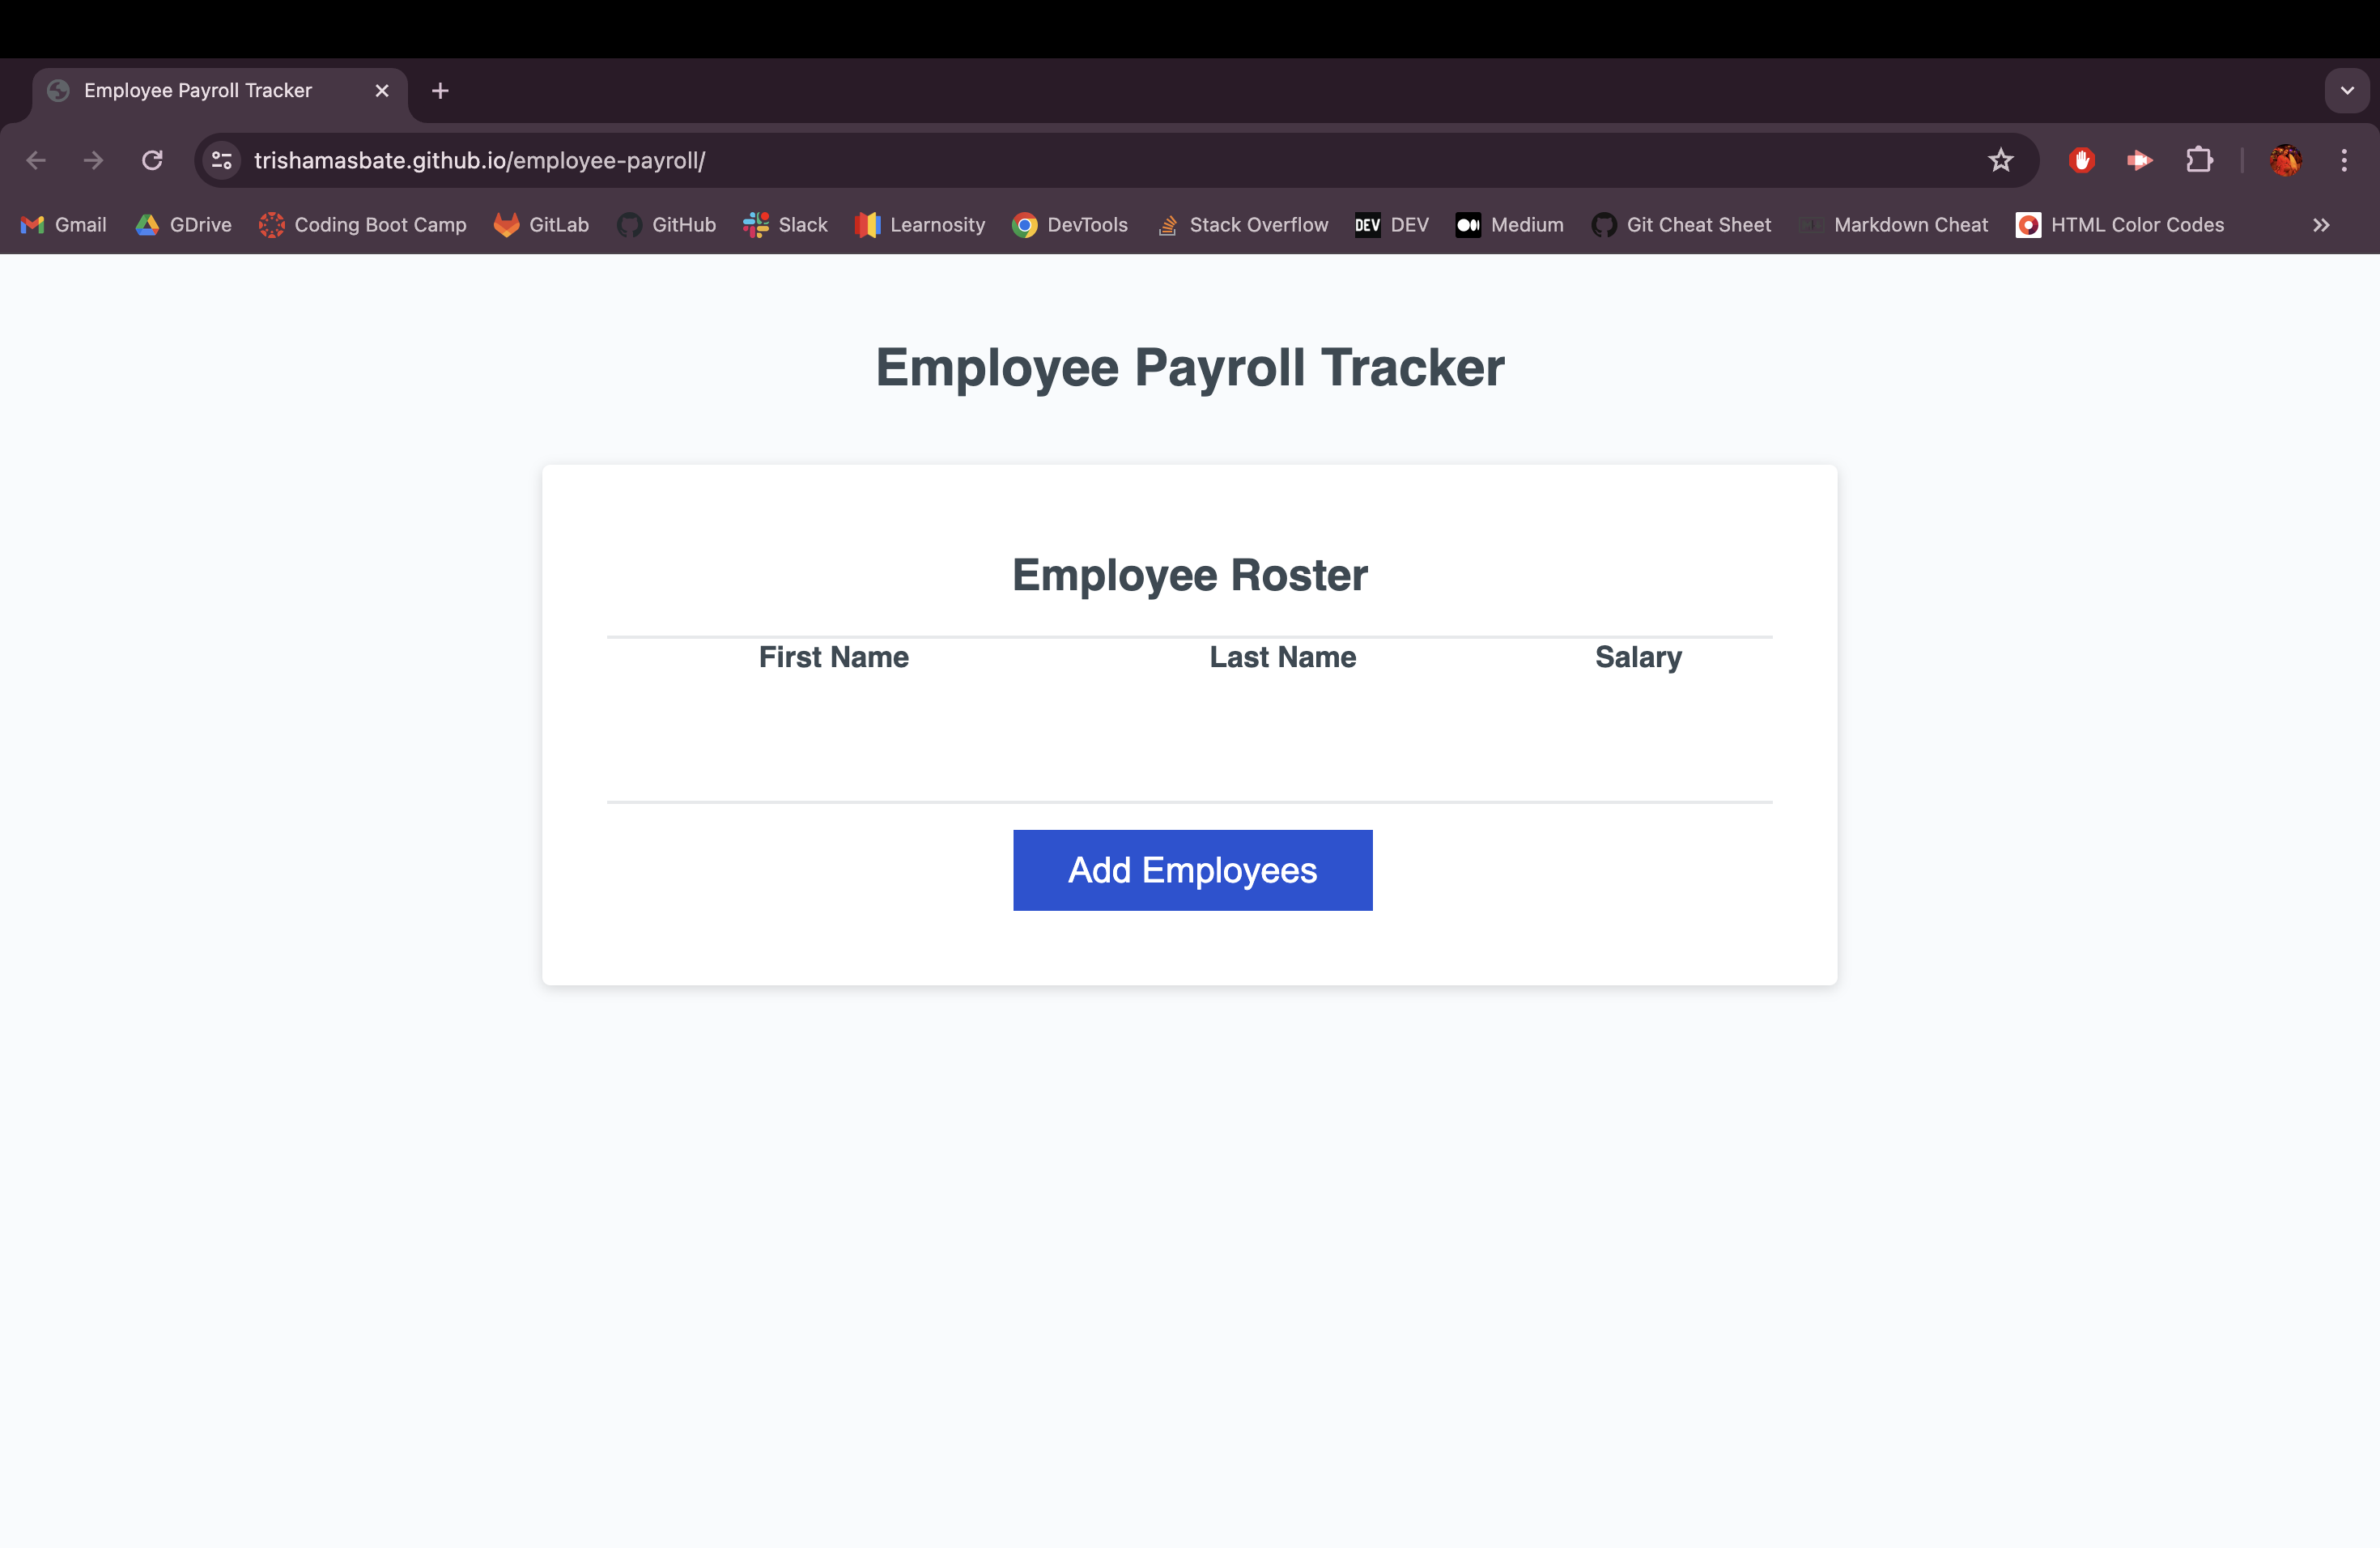 Employee Payroll Tracker
trishamasbate.github.io/employee-payroll/
Gmail GDrive Coding Boot Camp GitLab GitHub Slack Learnosity DevTools Stack Overflow DEV DEV Medium Git Cheat Sheet Markdown Cheat HTML Color Codes
Employee Payroll Tracker
Employee Roster
First Name Last Name Salary
Add Employees